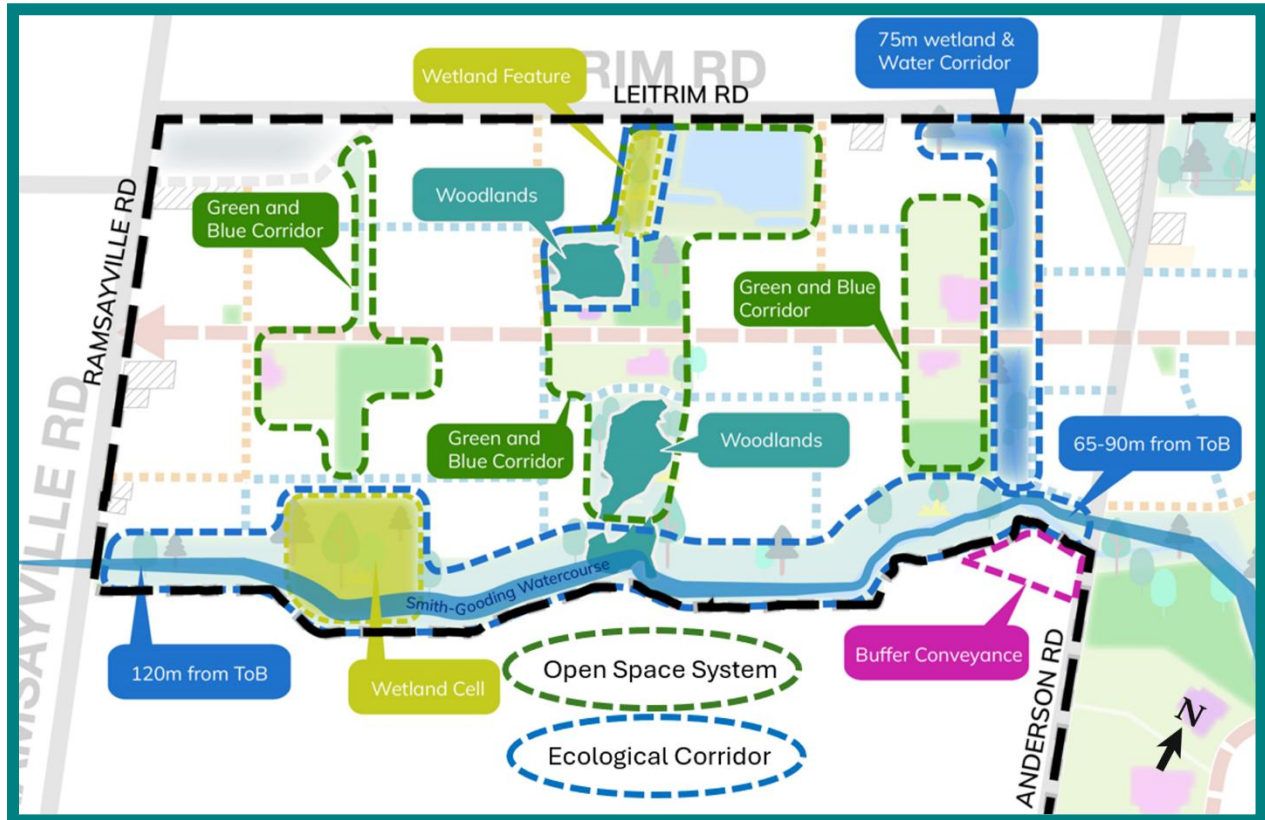 RIM RD
75m wetland &
Water Corridor
Wetland Feature
LEITRIM RD
Woodlands
Green and
Blue Corridor
RAMSAYVILLE RD
Green and Blue
Corridor
Green and
Blue Corridor
Woodlands
65-90m from ToB
AMSAYVILLE RD
Smith-Gooding Watercourse
120m from ToB
Wetland Cell
Open Space System
Buffer Conveyance
Ecological Corridor
ANDERSON RD
N